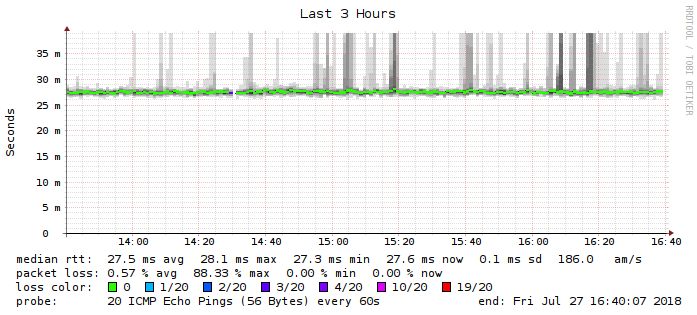 Last 3 Hours
RRDTOOL / TOBI OETIKER
Seconds
35 m
30 m
25 m
20 m
15 m
10 m
5 m
0
14:00 14:20 14:40 15:00 15:20 15:40 16:00 16:20 16:40
median rtt: 27.5 ms avg 28.1 ms max 27.3 ms min 27.6 ms now 0.1 ms sd 186.0 am/s
packet loss: 0.57 % avg 88.33 % max 0.00 % min 0.00 % now
loss color: 0 1/20 2/20 3/20 4/20 10/20 19/20
probe: 20 ICMP Echo Pings (56 Bytes) every 60s end: Fri Jul 27 16:40:07 2018